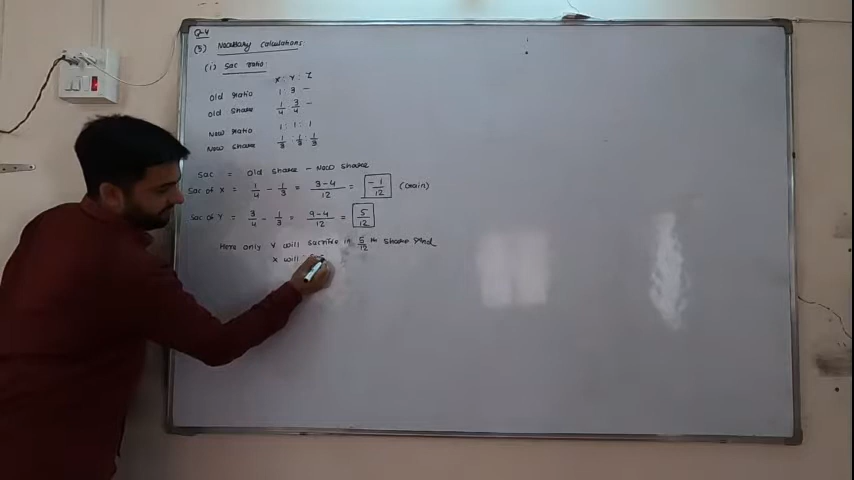 Q-4
(3) Necessary calculations:
(i) Sac ratio:
X : Y : Z
Old Ratio 1 : 3 -
Old share 1/4 3/4 -
New Ratio 1 : 1 : 1
New share 1/3 : 1/3 : 1/3
Sac = Old share - New share
Sac of X = 1/4 - 1/3 = 3-4/12 = -1/12 (Gain)
Sac of Y = 3/4 - 1/3 = 9-4/12 = 5/12
Here only Y will sacrifice in 5/12 th share And
X will